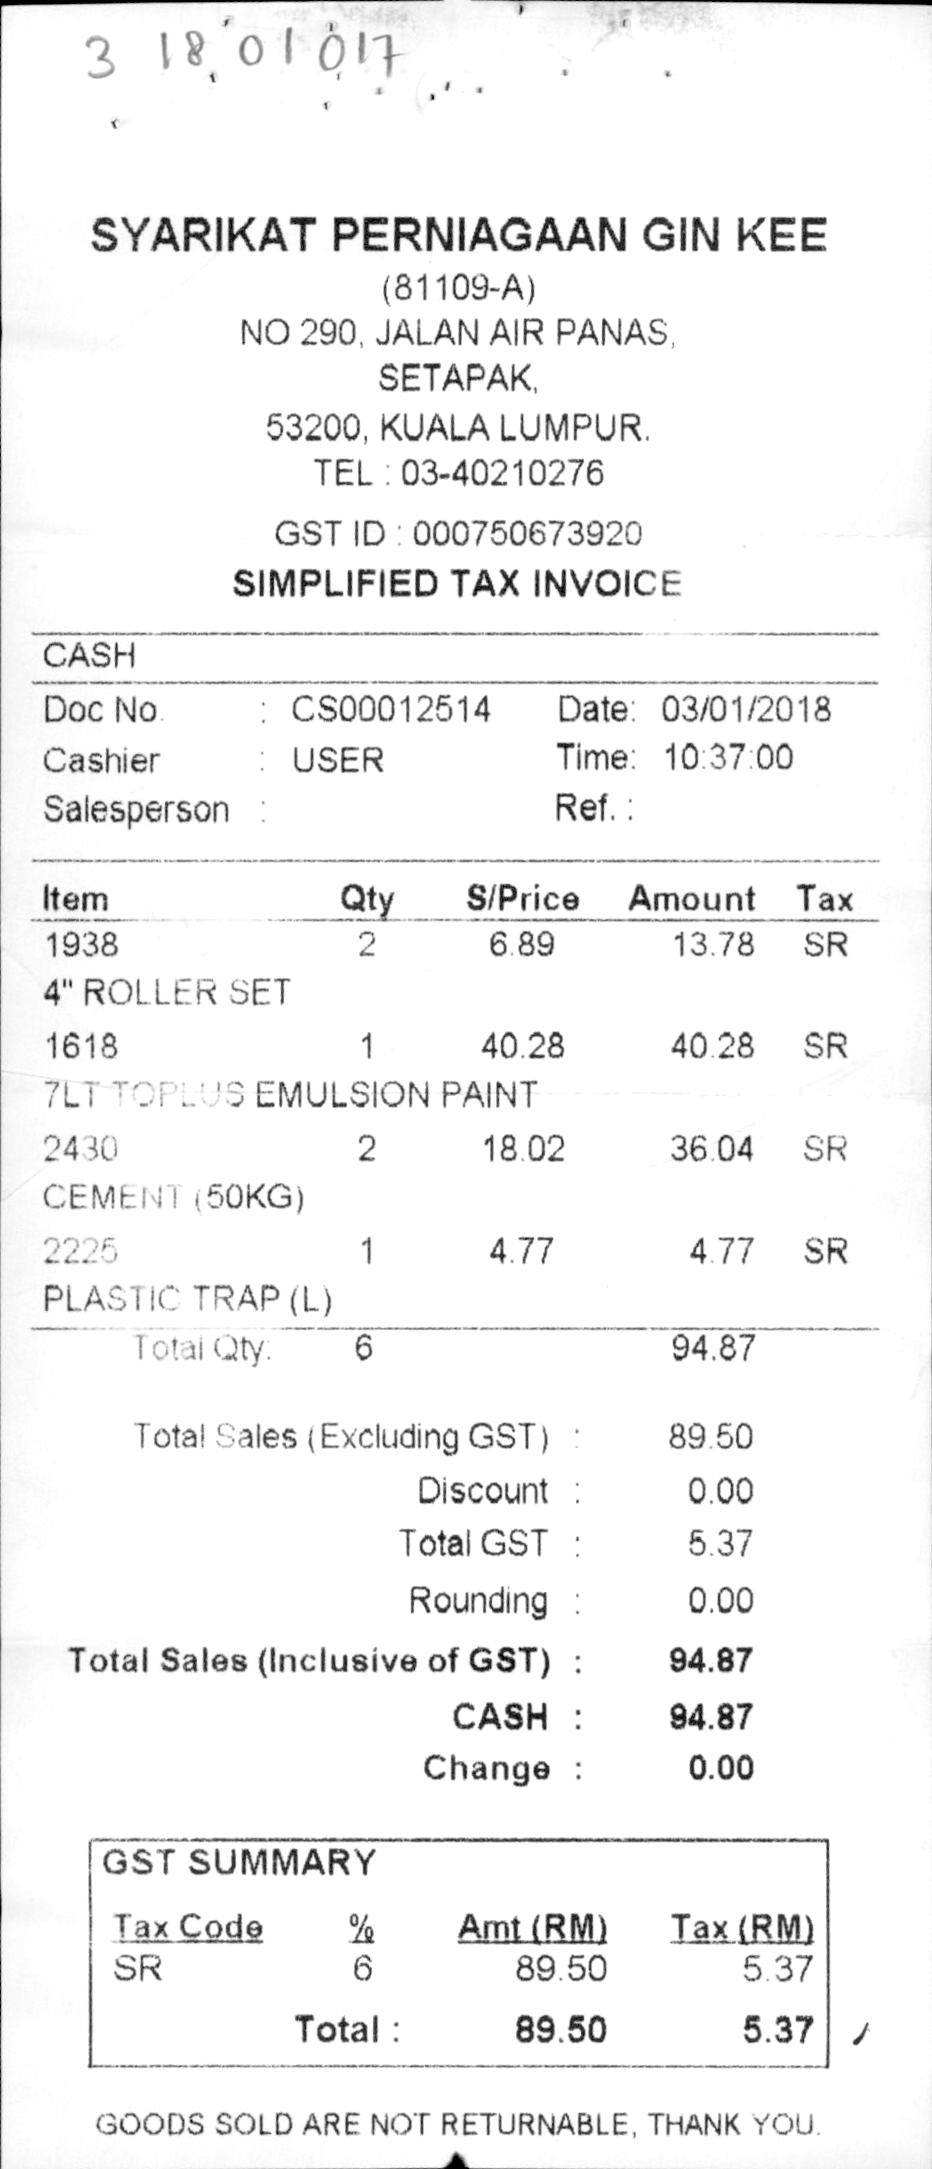 3 18 01 017
SYARIKAT PERNIAGAAN GIN KEE
(81109-A)
NO 290, JALAN AIR PANAS,
SETAPAK,
53200, KUALA LUMPUR.
TEL : 03-40210276
GST ID : 000750673920
SIMPLIFIED TAX INVOICE
CASH
Doc No. : CS00012514 Date: 03/01/2018
Cashier : USER Time: 10:37:00
Salesperson : Ref. :
Item Qty S/Price Amount Tax
1938 2 6.89 13.78 SR
4" ROLLER SET
1618 1 40.28 40.28 SR
7LT TOPLUS EMULSION PAINT
2430 2 18.02 36.04 SR
CEMENT (50KG)
2225 1 4.77 4.77 SR
PLASTIC TRAP (L)
Total Qty: 6 94.87
Total Sales (Excluding GST) : 89.50
Discount : 0.00
Total GST : 5.37
Rounding : 0.00
Total Sales (Inclusive of GST) : 94.87
CASH : 94.87
Change : 0.00
GST SUMMARY
Tax Code % Amt (RM) Tax (RM)
SR 6 89.50 5.37
Total : 89.50 5.37
GOODS SOLD ARE NOT RETURNABLE, THANK YOU.